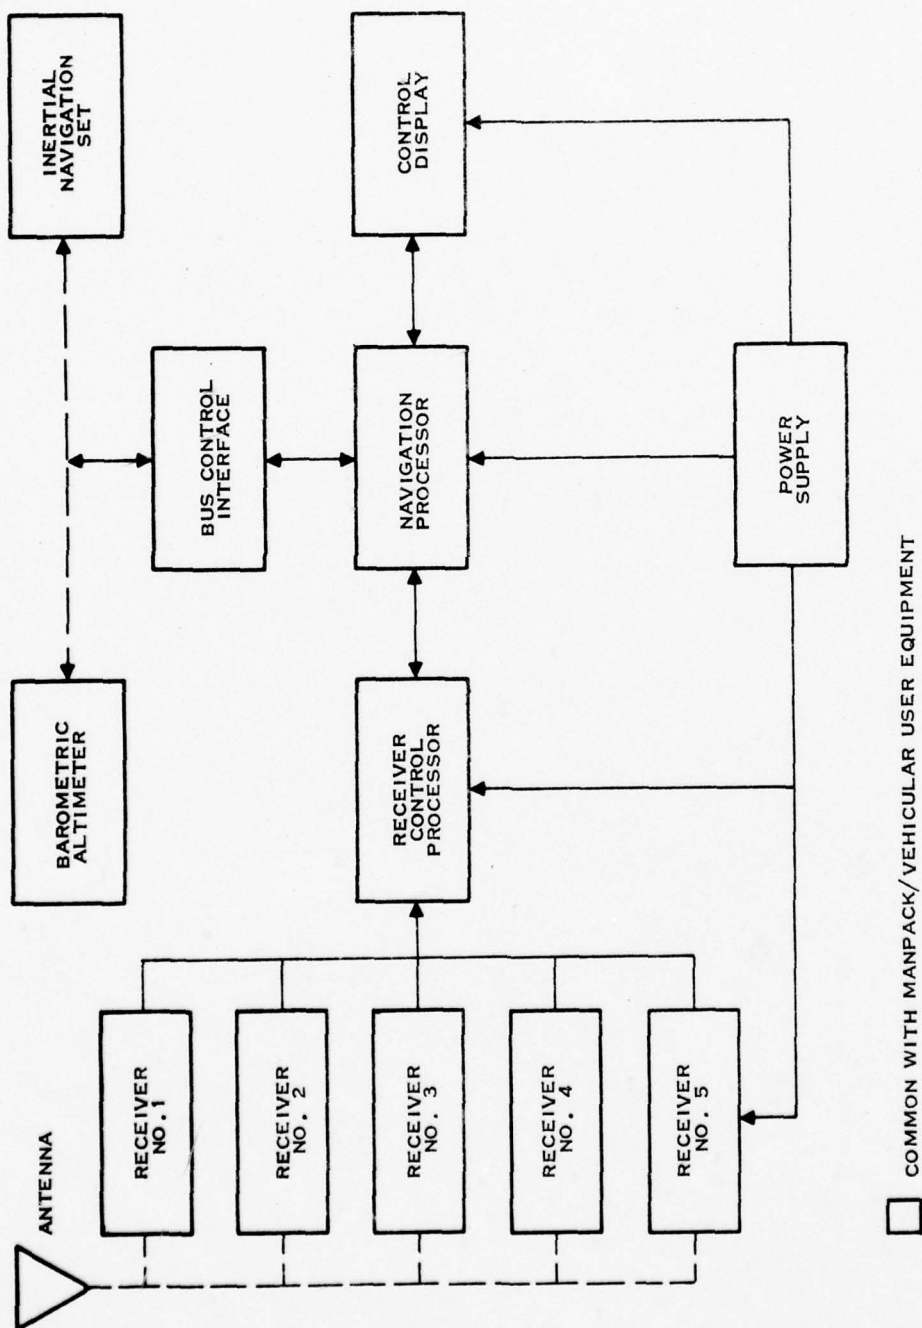 ANTENNA
RECEIVER
NO. 1
RECEIVER
NO. 2
RECEIVER
NO. 3
RECEIVER
NO. 4
RECEIVER
NO. 5
BAROMETRIC
ALTIMETER
RECEIVER
CONTROL
PROCESSOR
BUS CONTROL
INTERFACE
NAVIGATION
PROCESSOR
POWER
SUPPLY
INERTIAL
NAVIGATION
SET
CONTROL
DISPLAY
COMMON WITH MANPACK/VEHICULAR USER EQUIPMENT